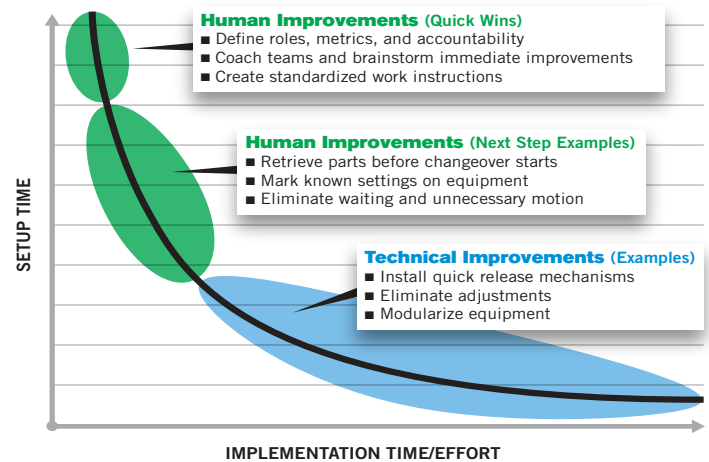 Human Improvements (Quick Wins)
■ Define roles, metrics, and accountability
■ Coach teams and brainstorm immediate improvements
■ Create standardized work instructions
Human Improvements (Next Step Examples)
■ Retrieve parts before changeover starts
■ Mark known settings on equipment
■ Eliminate waiting and unnecessary motion
Technical Improvements (Examples)
■ Install quick release mechanisms
■ Eliminate adjustments
■ Modularize equipment
SETUP TIME
IMPLEMENTATION TIME/EFFORT